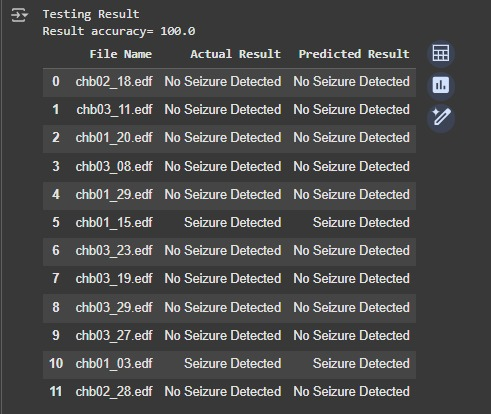 Testing Result
Result accuracy= 100.0
File Name Actual Result Predicted Result
0 chb02_18.edf No Seizure Detected No Seizure Detected
1 chb03_11.edf No Seizure Detected No Seizure Detected
2 chb01_20.edf No Seizure Detected No Seizure Detected
3 chb03_08.edf No Seizure Detected No Seizure Detected
4 chb01_29.edf No Seizure Detected No Seizure Detected
5 chb01_15.edf Seizure Detected Seizure Detected
6 chb03_23.edf No Seizure Detected No Seizure Detected
7 chb03_19.edf No Seizure Detected No Seizure Detected
8 chb03_29.edf No Seizure Detected No Seizure Detected
9 chb03_27.edf No Seizure Detected No Seizure Detected
10 chb01_03.edf Seizure Detected Seizure Detected
11 chb02_28.edf No Seizure Detected No Seizure Detected